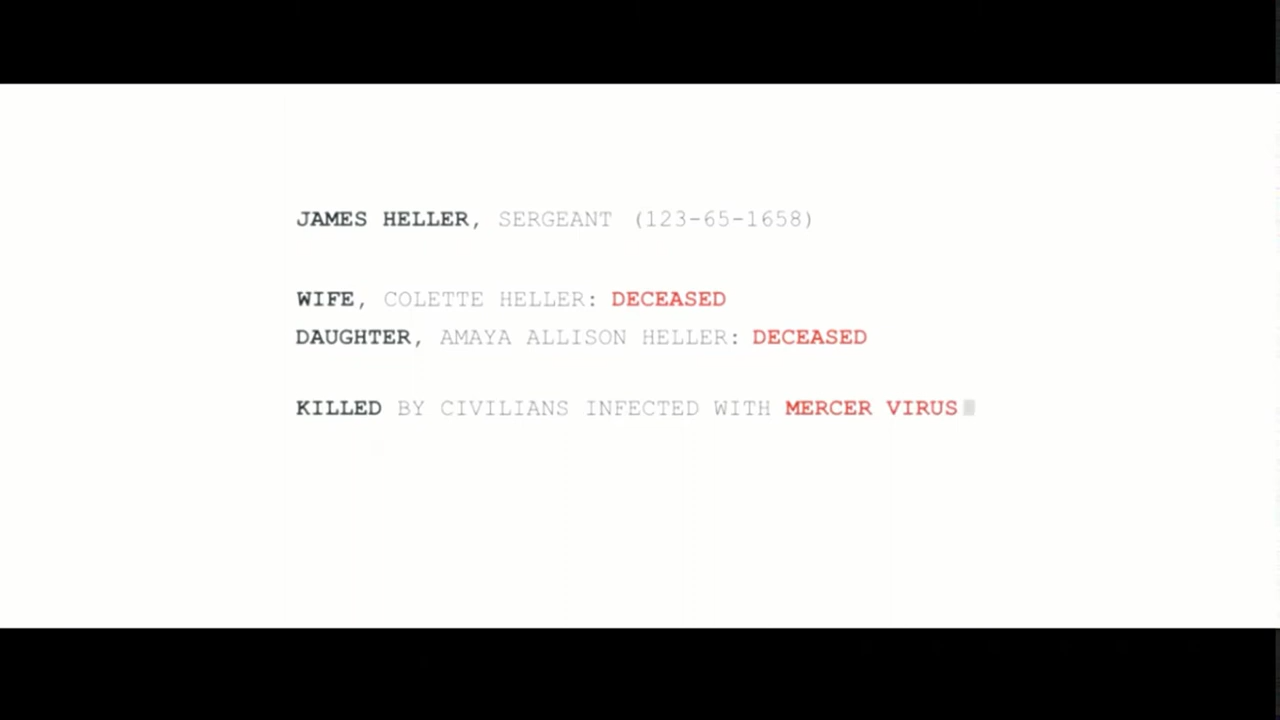 JAMES HELLER, SERGEANT (123-65-1658)
WIFE, COLETTE HELLER: DECEASED
DAUGHTER, AMAYA ALLISON HELLER: DECEASED
KILLED BY CIVILIANS INFECTED WITH MERCER VIRUS